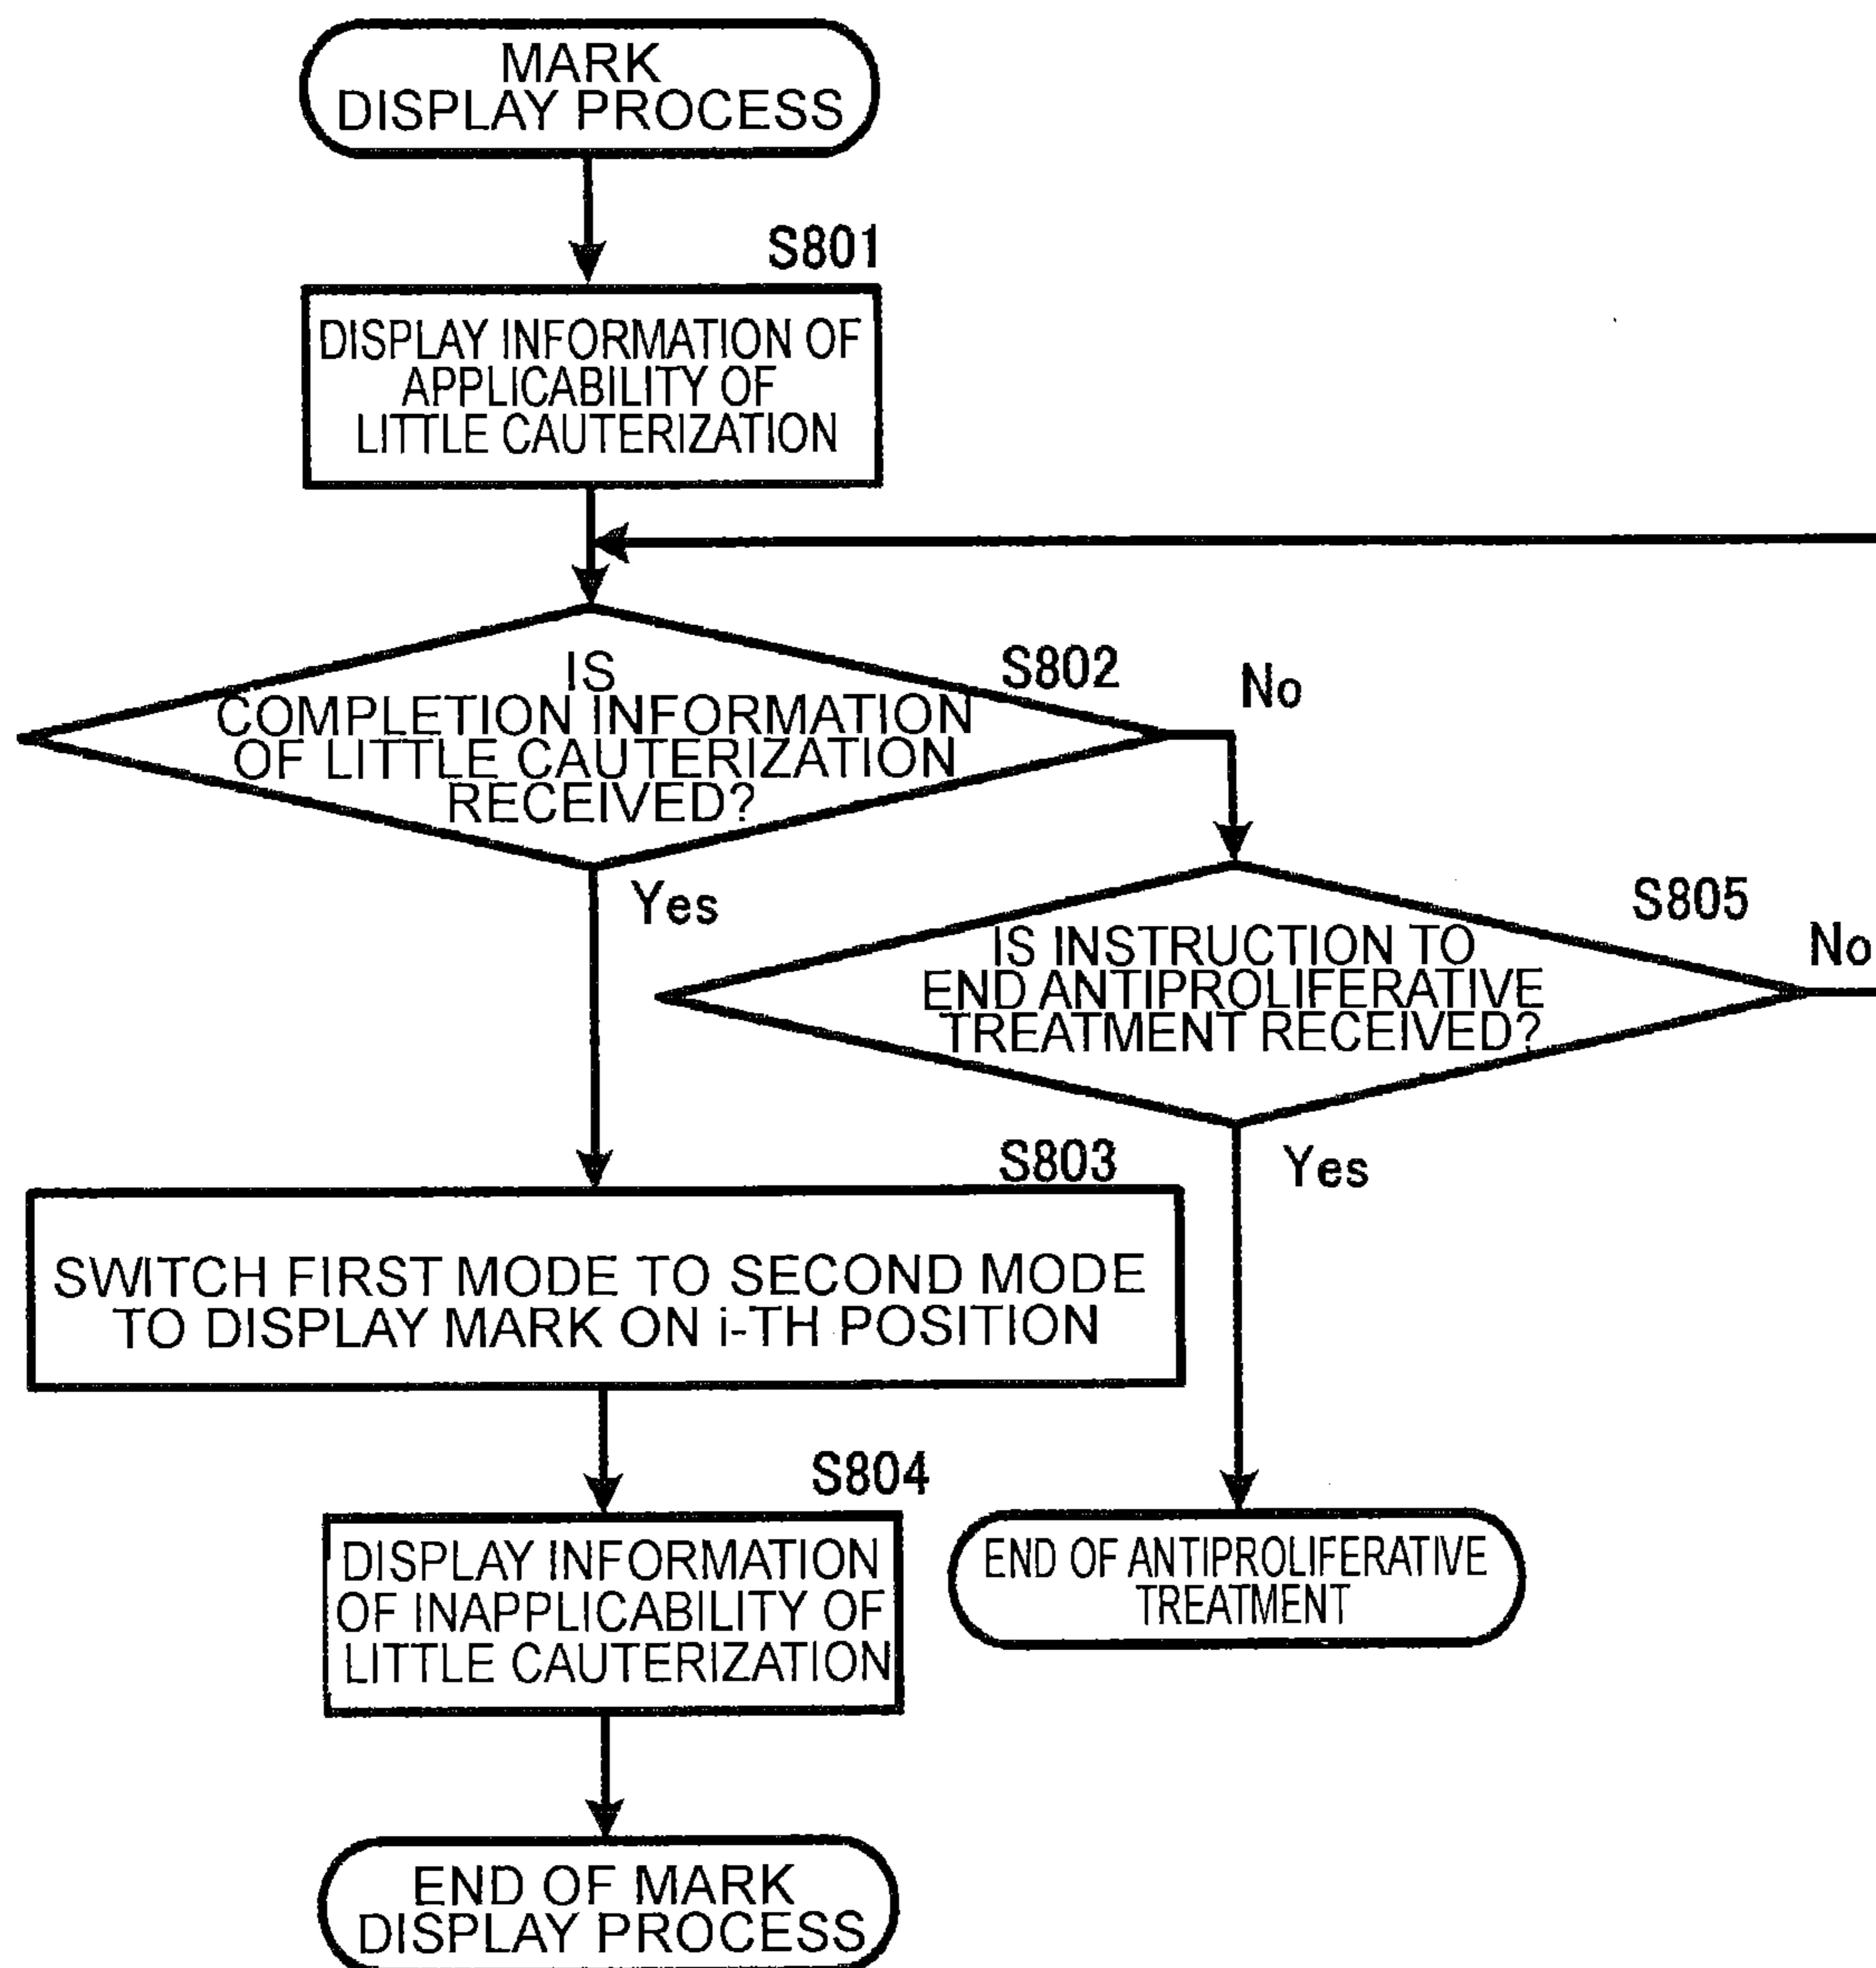 MARK
DISPLAY PROCESS
S801
DISPLAY INFORMATION OF
APPLICABILITY OF
LITTLE CAUTERIZATION
S802
No
IS
COMPLETION INFORMATION
OF LITTLE CAUTERIZATION
RECEIVED?
Yes
S805
No
IS INSTRUCTION TO
END ANTIPROLIFERATIVE
TREATMENT RECEIVED?
Yes
S803
SWITCH FIRST MODE TO SECOND MODE
TO DISPLAY MARK ON i-TH POSITION
S804
DISPLAY INFORMATION
OF INAPPLICABILITY OF
LITTLE CAUTERIZATION
END OF ANTIPROLIFERATIVE
TREATMENT
END OF MARK
DISPLAY PROCESS